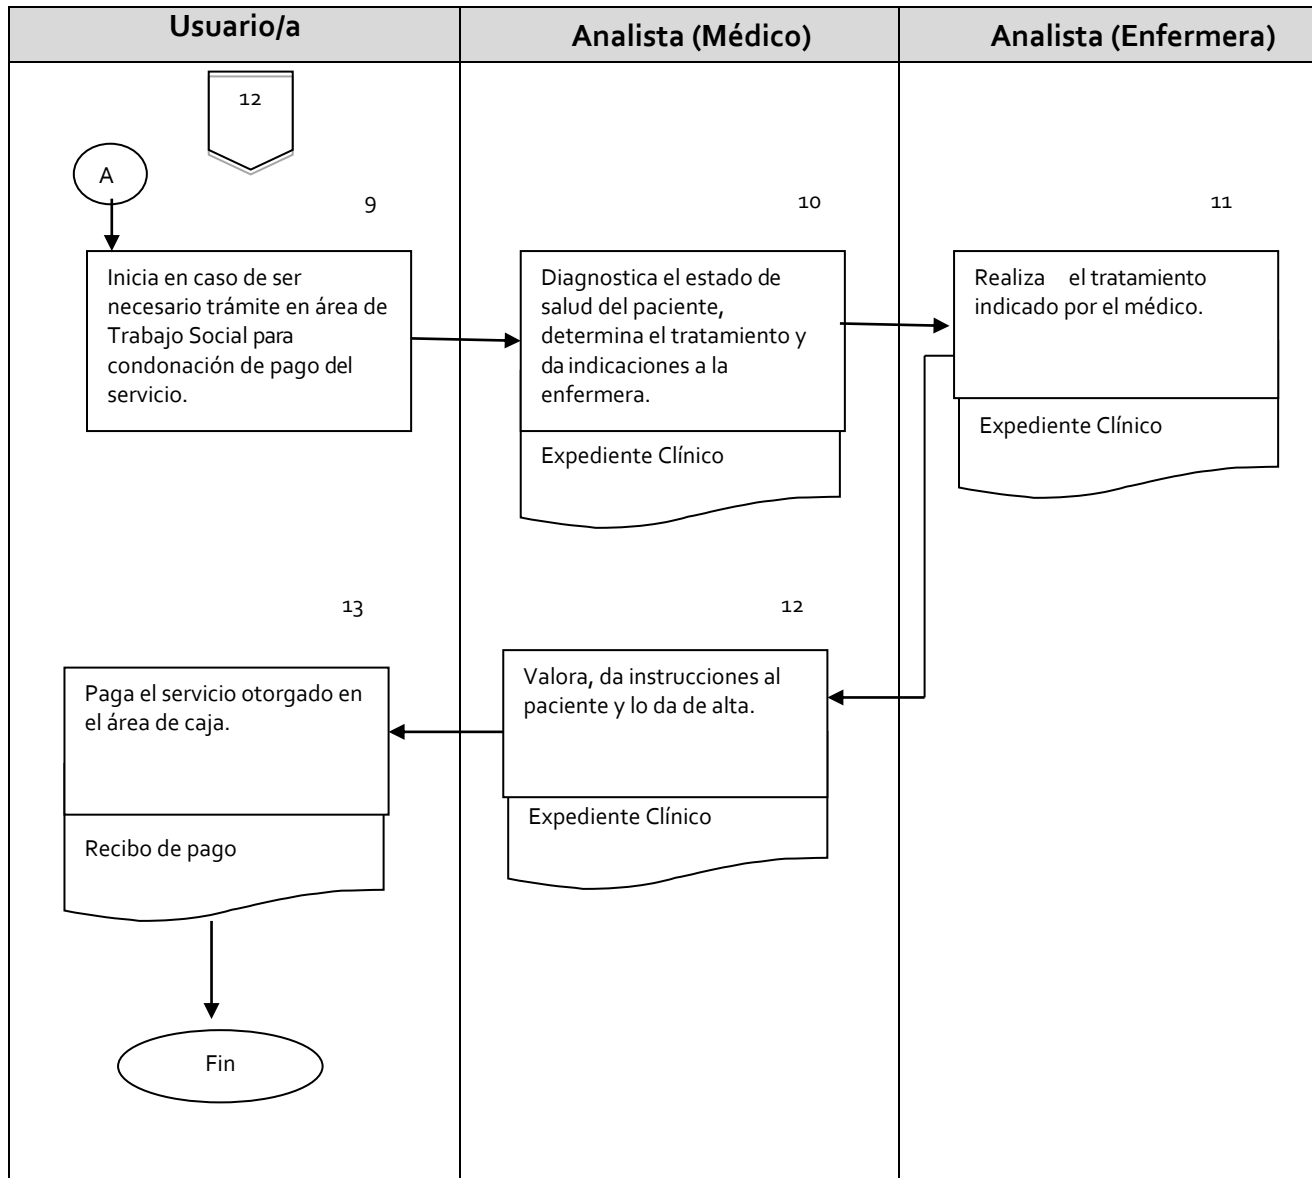 Usuario/a
Analista (Médico)
Analista (Enfermera)
12
A
9
Inicia en caso de ser
necesario trámite en área de
Trabajo Social para
condonación de pago del
servicio.
10
Diagnostica el estado de
salud del paciente,
determina el tratamiento y
da indicaciones a la
enfermera.
Expediente Clínico
11
Realiza el tratamiento
indicado por el médico.
Expediente Clínico
12
Valora, da instrucciones al
paciente y lo da de alta.
Expediente Clínico
13
Paga el servicio otorgado en
el área de caja.
Recibo de pago
Fin